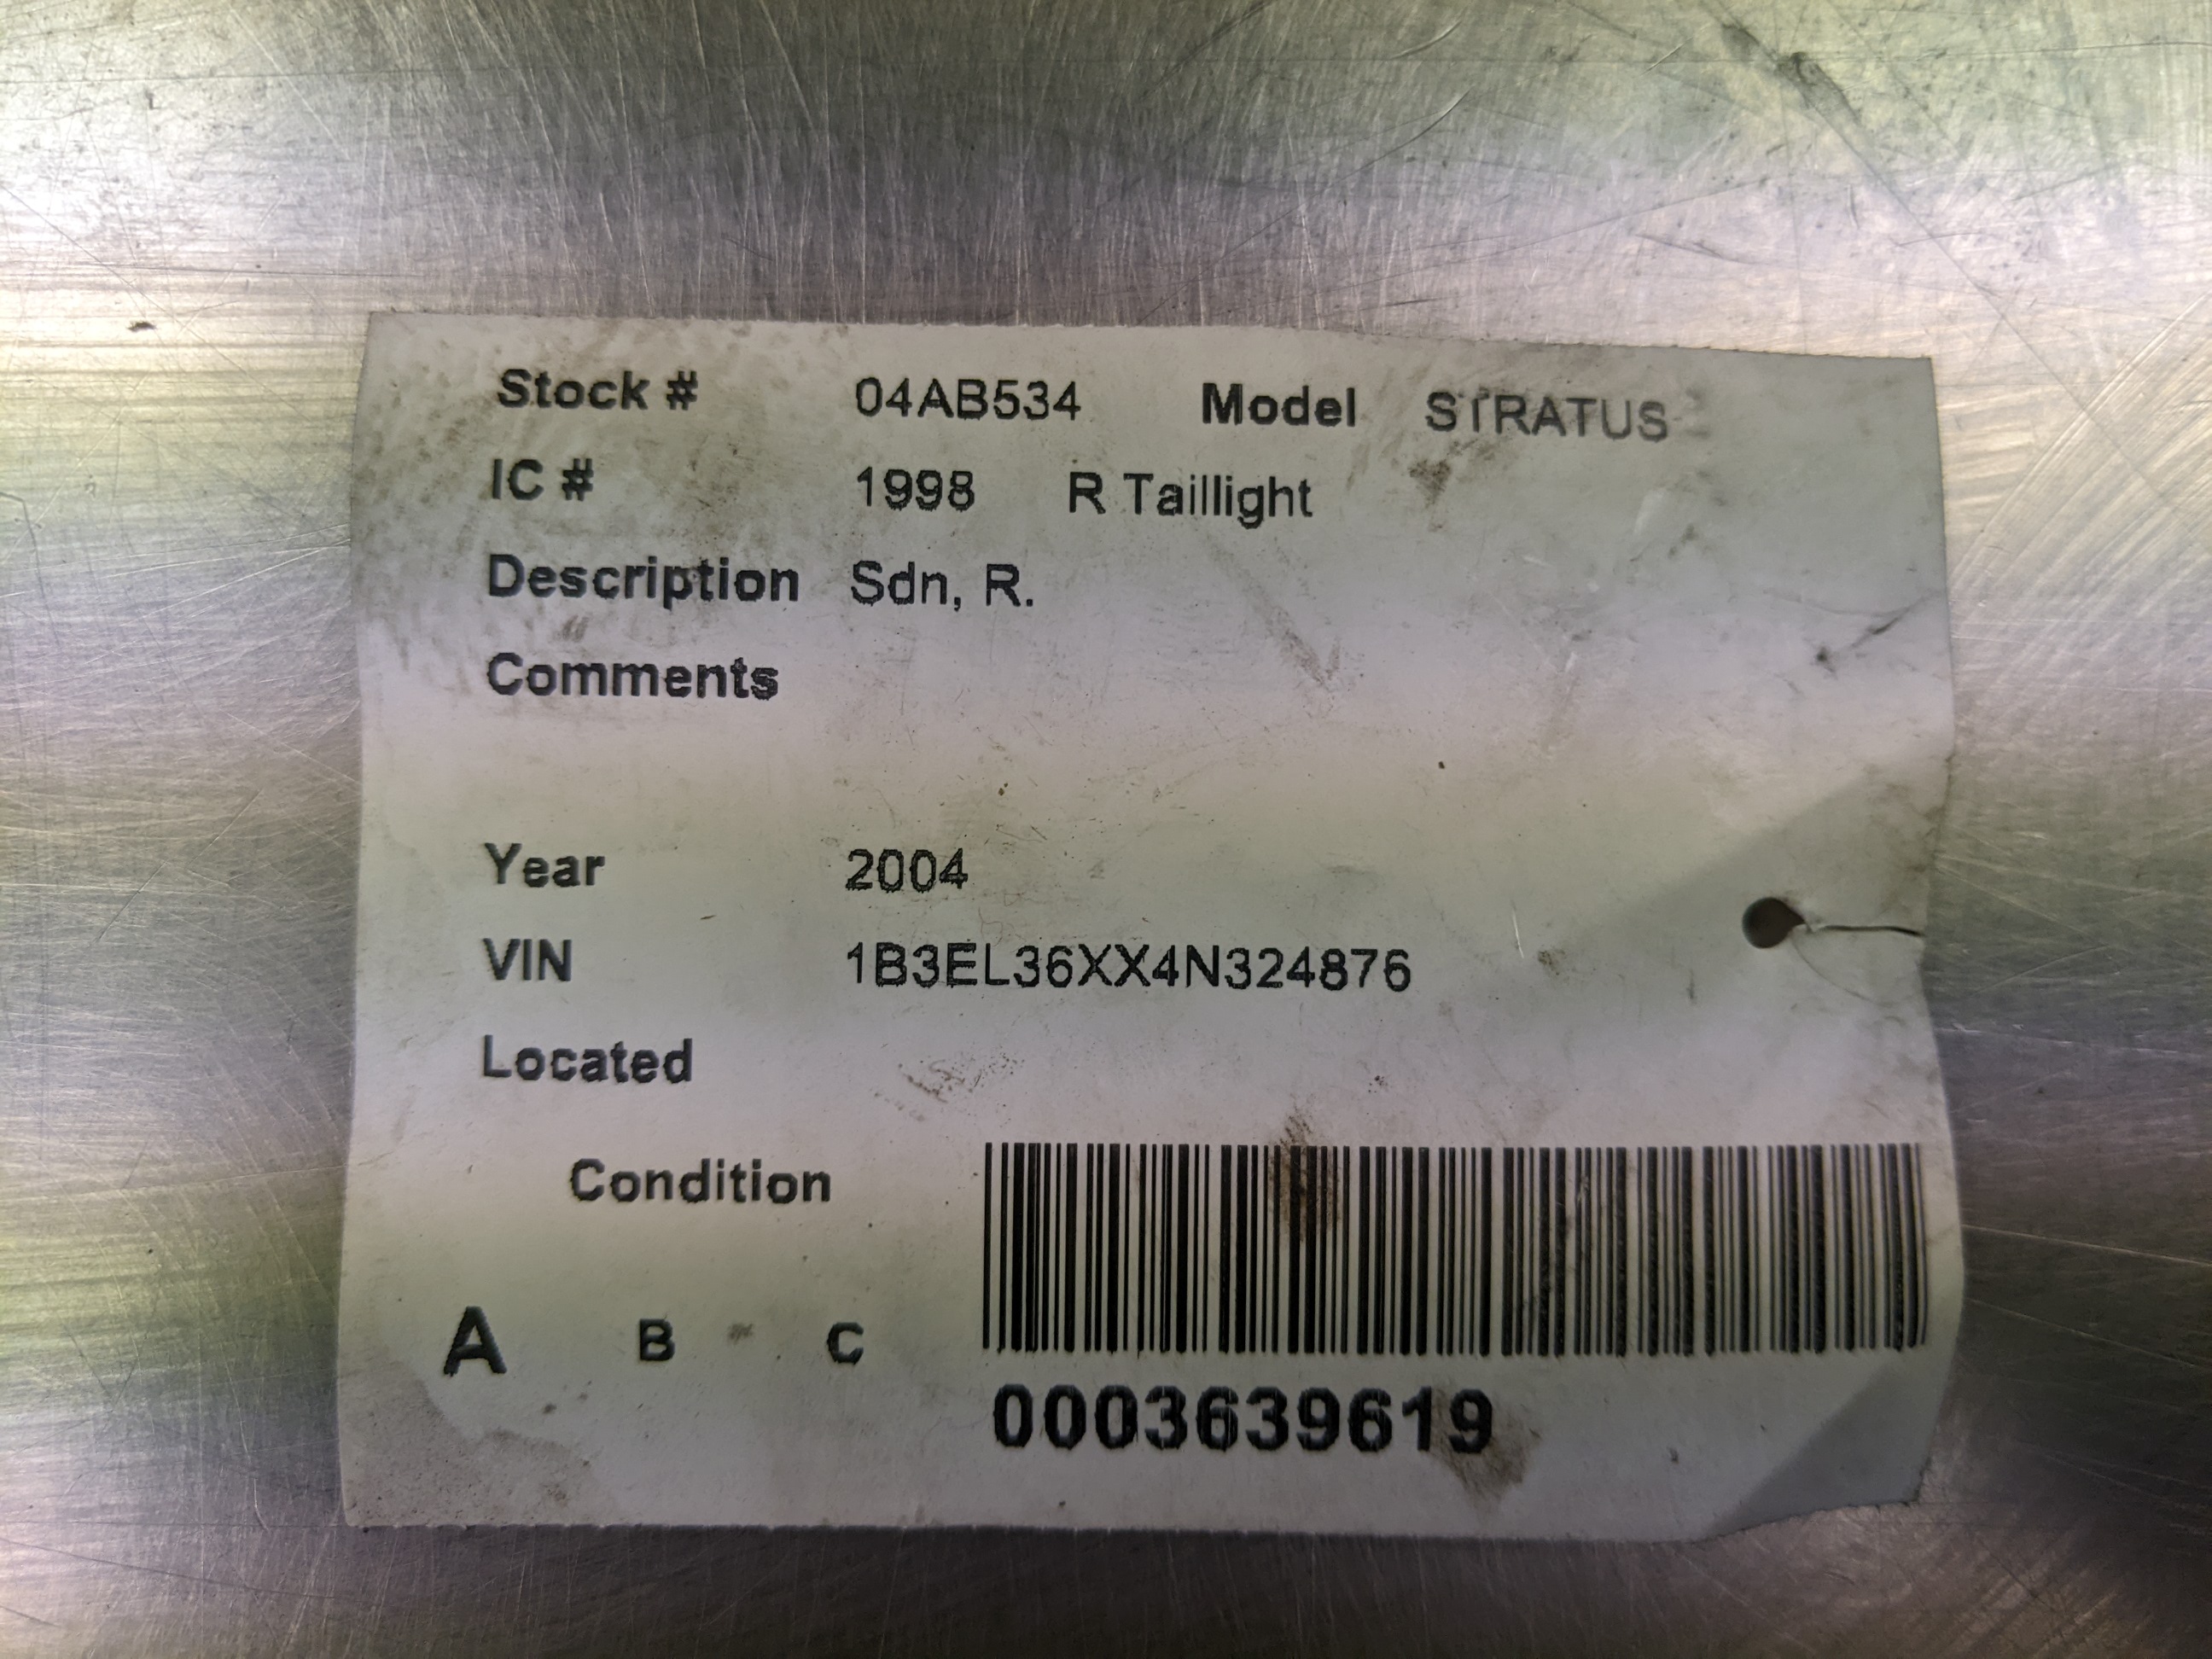 Stock # 04AB534 Model STRATUS
IC # 1998 R Taillight
Description Sdn, R.
Comments
Year 2004
VIN 1B3EL36XX4N324876
Located
Condition
A B C
0003639619